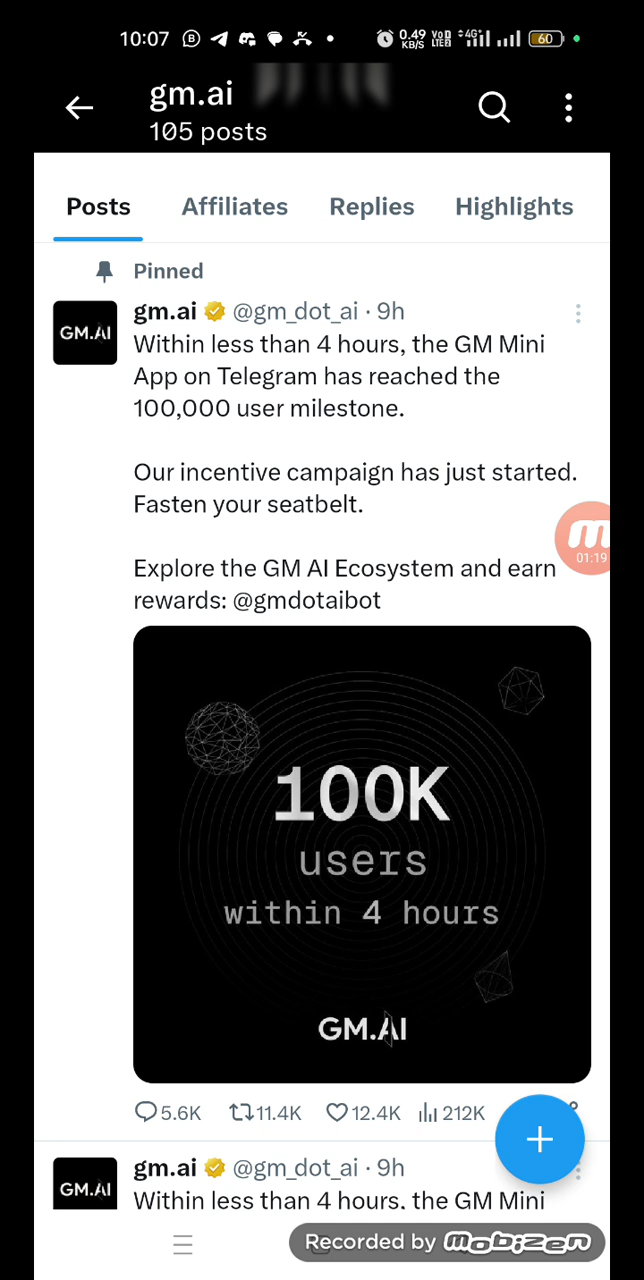 10:07
0.49
KB/S
4G+
60
gm.ai
105 posts
Posts Affiliates Replies Highlights
Pinned
GM.AI
gm.ai @gm_dot_ai · 9h
Within less than 4 hours, the GM Mini
App on Telegram has reached the
100,000 user milestone.
Our incentive campaign has just started.
Fasten your seatbelt.
01:19
Explore the GM AI Ecosystem and earn
rewards: @gmdotaibot
100K
users
within 4 hours
GM.AI
5.6K 11.4K 12.4K 212K
GM.AI
gm.ai @gm_dot_ai · 9h
Within less than 4 hours, the GM Mini
Recorded by mobizen